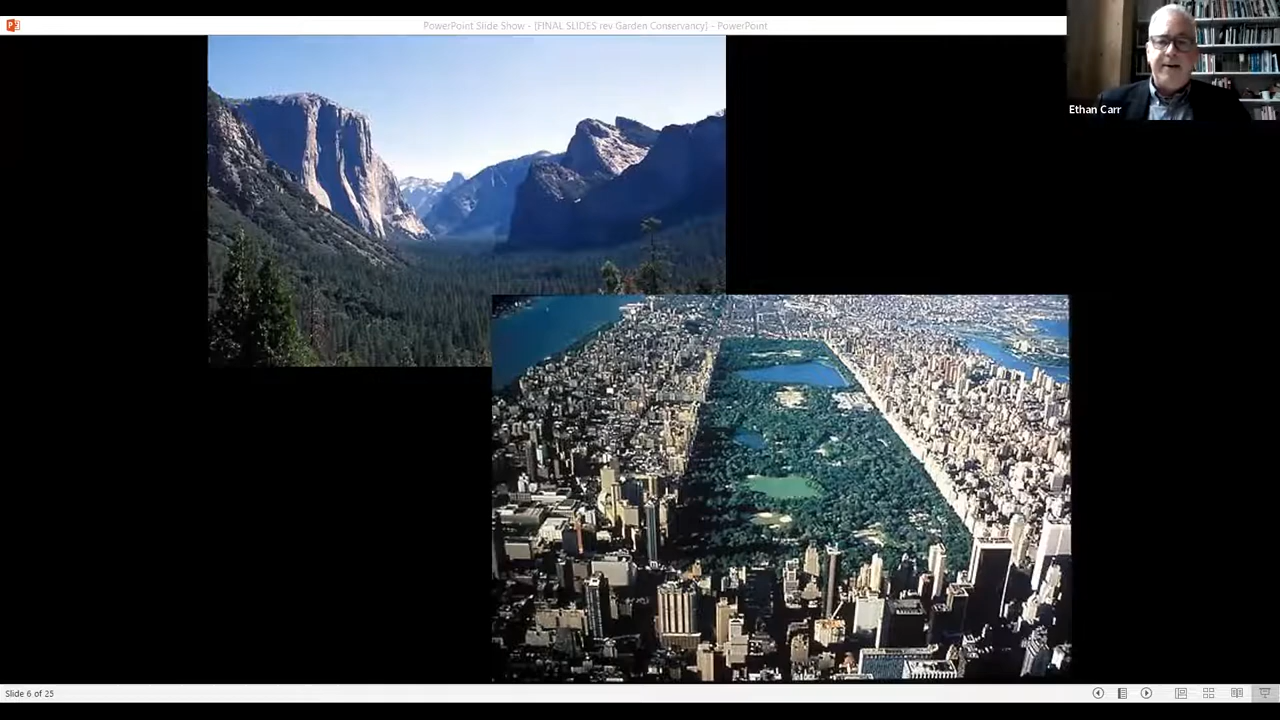 PowerPoint Slide Show - [FINAL SLIDES rev Garden Conservancy] - PowerPoint
Ethan Carr
Slide 6 of 25